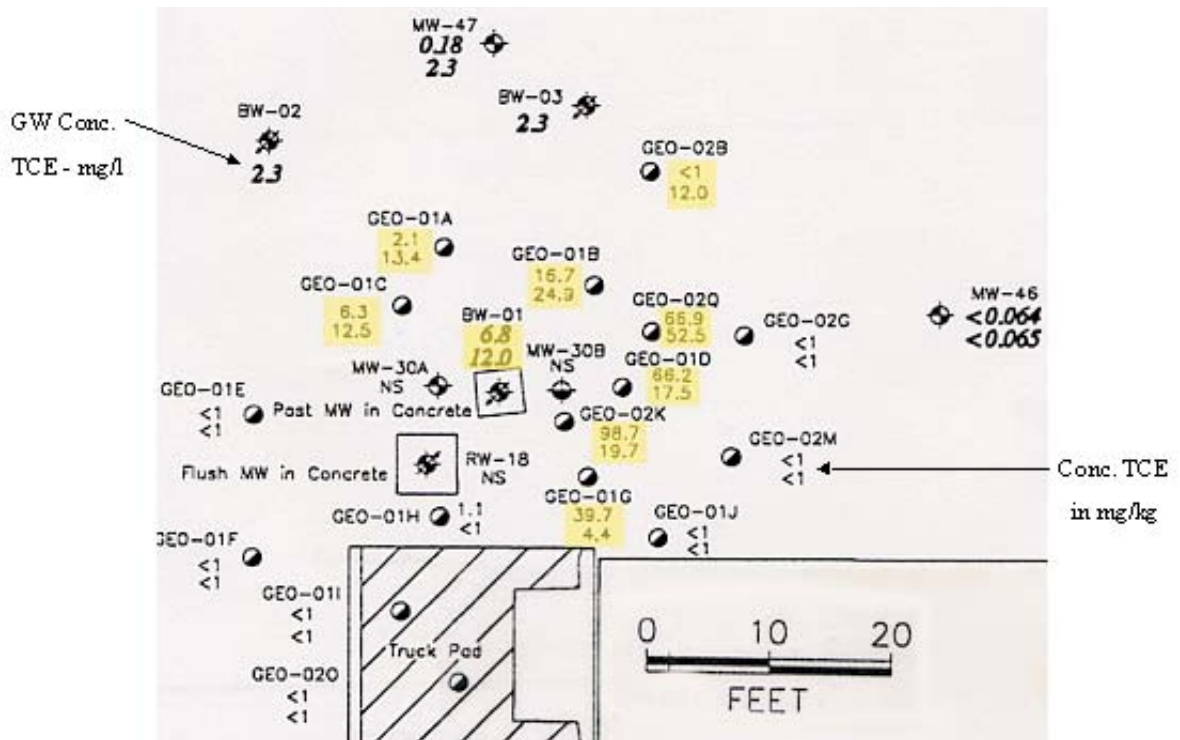 MW-47
0.18
2.3
BW-03
2.3
BW-02
2.3
GW Conc.
TCE - mg/l
GEO-02B
<1
12.0
GEO-01A
2.1
13.4
GEO-01B
16.7
24.9
GEO-01C
6.3
12.5
BW-01
6.8
12.0
GEO-02Q
66.9
52.5
GEO-02G
<1
<1
MW-46
<0.064
<0.065
MW-30A
NS
MW-30B
NS
GEO-01D
66.2
17.5
GEO-01E
<1
<1
Post MW in Concrete
GEO-02K
98.7
19.7
GEO-02M
<1
<1
Conc. TCE
in mg/kg
Flush MW in Concrete
RW-18
NS
GEO-01G
39.7
4.4
GEO-01H
1.1
<1
GEO-01J
<1
<1
GEO-01F
<1
<1
GEO-01I
<1
<1
Truck Pad
GEO-02O
<1
<1
0 10 20
FEET